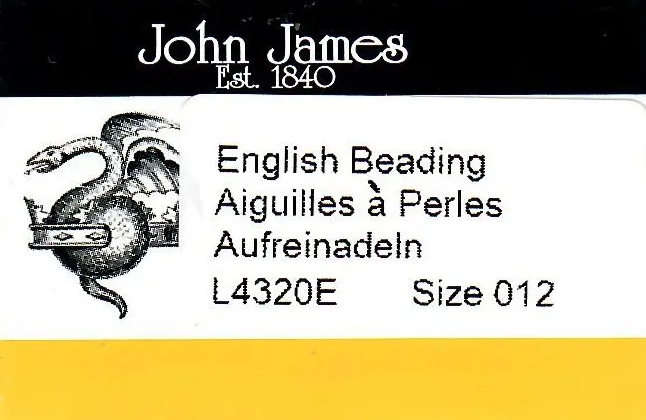 John James
Est. 1840
English Beading
Aiguilles à Perles
Aufreinadeln
L4320E Size 012